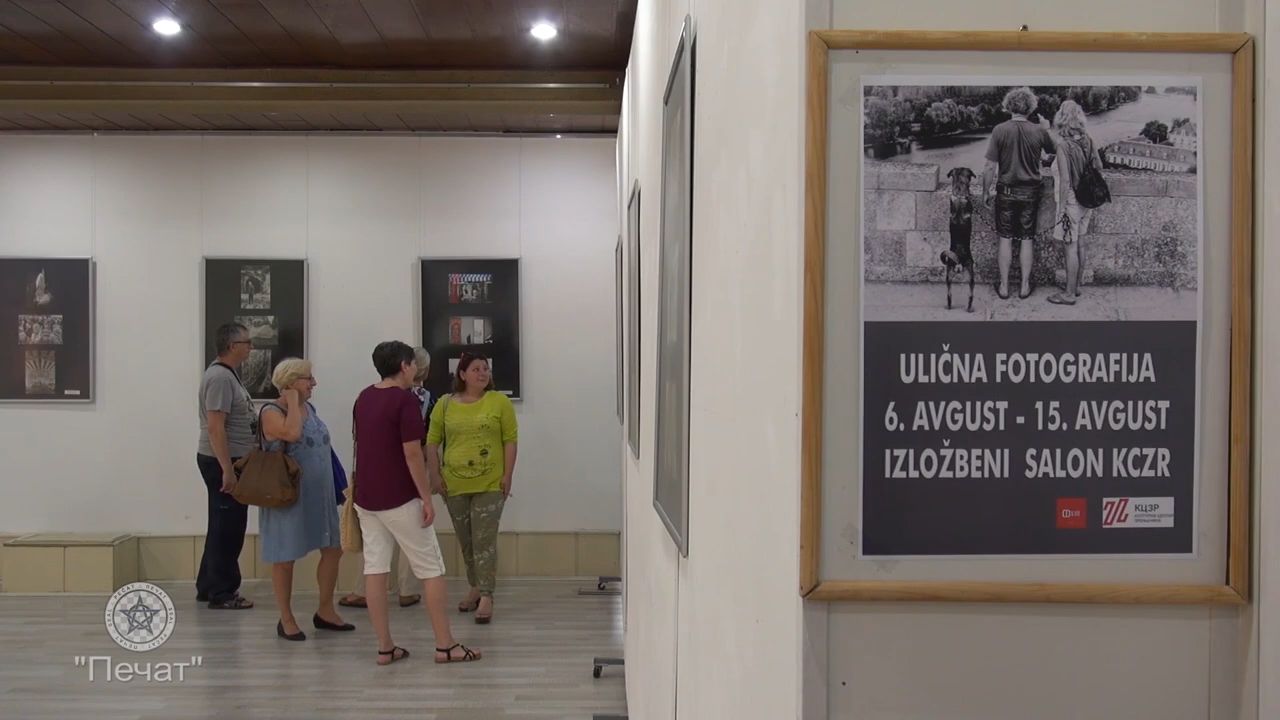 ULIČNA FOTOGRAFIJA
6. AVGUST - 15. AVGUST
IZLOŽBENI SALON KCZR
КЦЗР
"Печат"